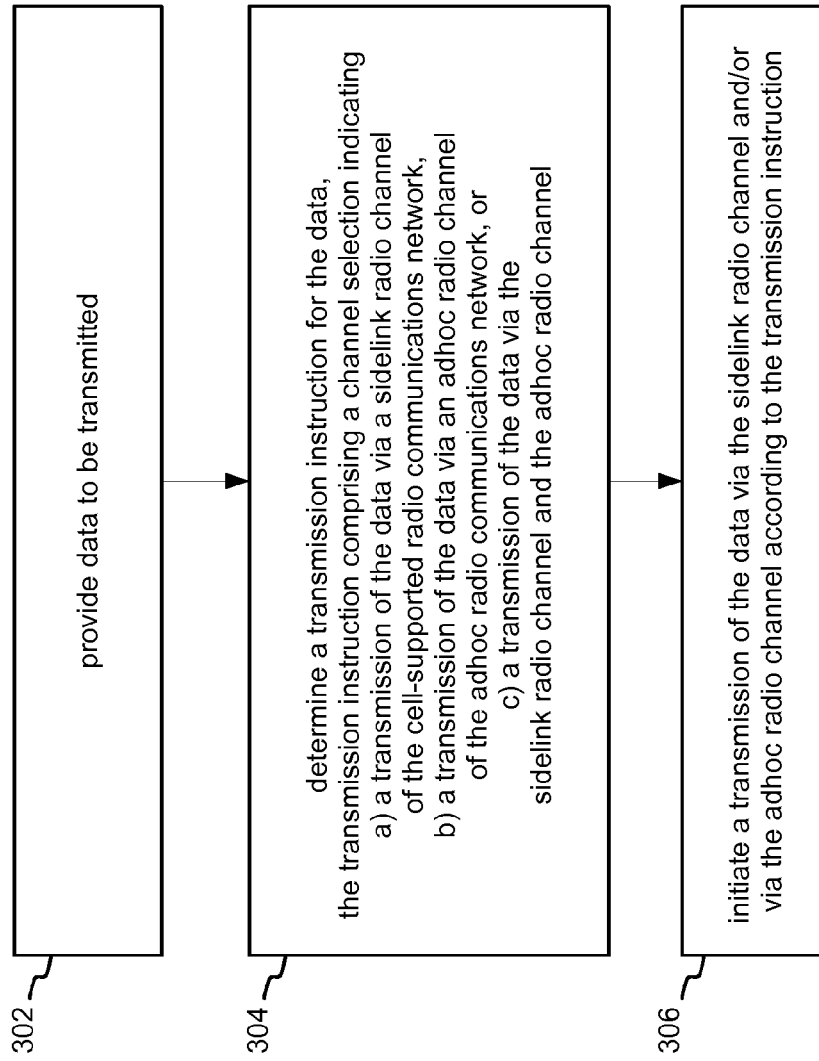 302
provide data to be transmitted
304
determine a transmission instruction for the data,
the transmission instruction comprising a channel selection indicating
a) a transmission of the data via a sidelink radio channel
of the cell-supported radio communications network,
b) a transmission of the data via an adhoc radio channel
of the adhoc radio communications network, or
c) a transmission of the data via the
sidelink radio channel and the adhoc radio channel
306
initiate a transmission of the data via the sidelink radio channel and/or
via the adhoc radio channel according to the transmission instruction